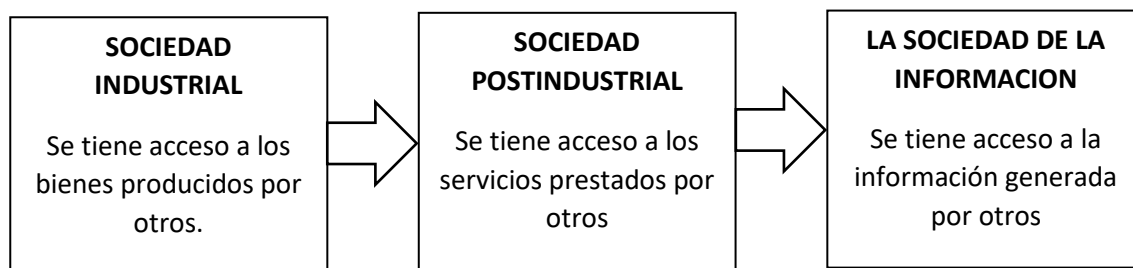 SOCIEDAD
INDUSTRIAL
Se tiene acceso a los
bienes producidos por
otros.
SOCIEDAD
POSTINDUSTRIAL
Se tiene acceso a los
servicios prestados por
otros
LA SOCIEDAD DE LA
INFORMACION
Se tiene acceso a la
información generada
por otros